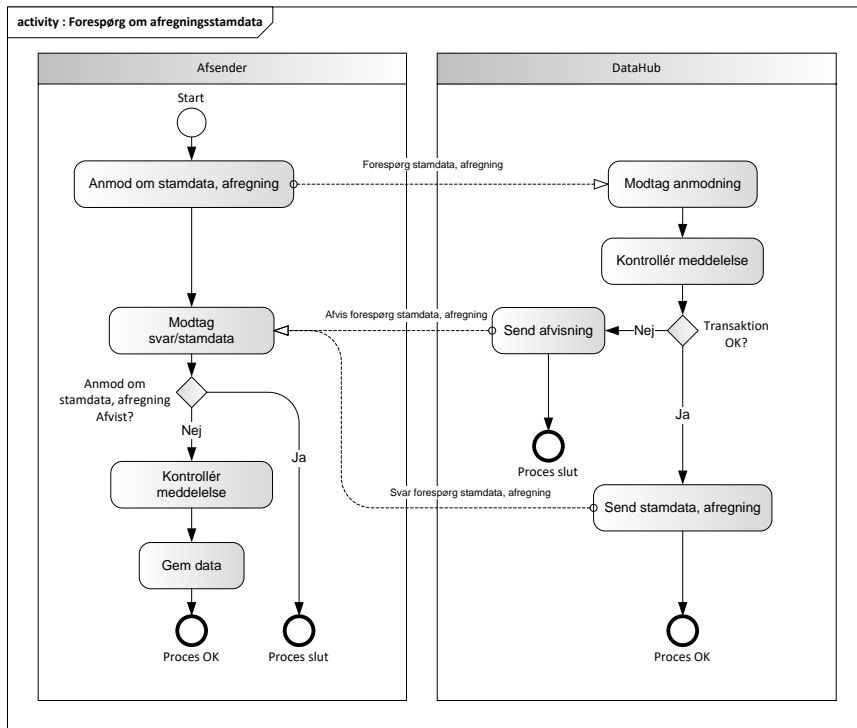 activity : Forespørg om afregningsstamdata
Afsender
DataHub
Start
Anmod om stamdata, afregning
Forespørg stamdata, afregning
Modtag anmodning
Kontrollér meddelelse
Modtag
svar/stamdata
Afvis forespørg stamdata, afregning
Send afvisning
Nej
Transaktion
OK?
Anmod om
stamdata, afregning
Afvist?
Nej
Ja
Ja
Proces slut
Kontrollér
meddelelse
Svar forespørg stamdata, afregning
Send stamdata, afregning
Gem data
Proces OK
Proces slut
Proces OK